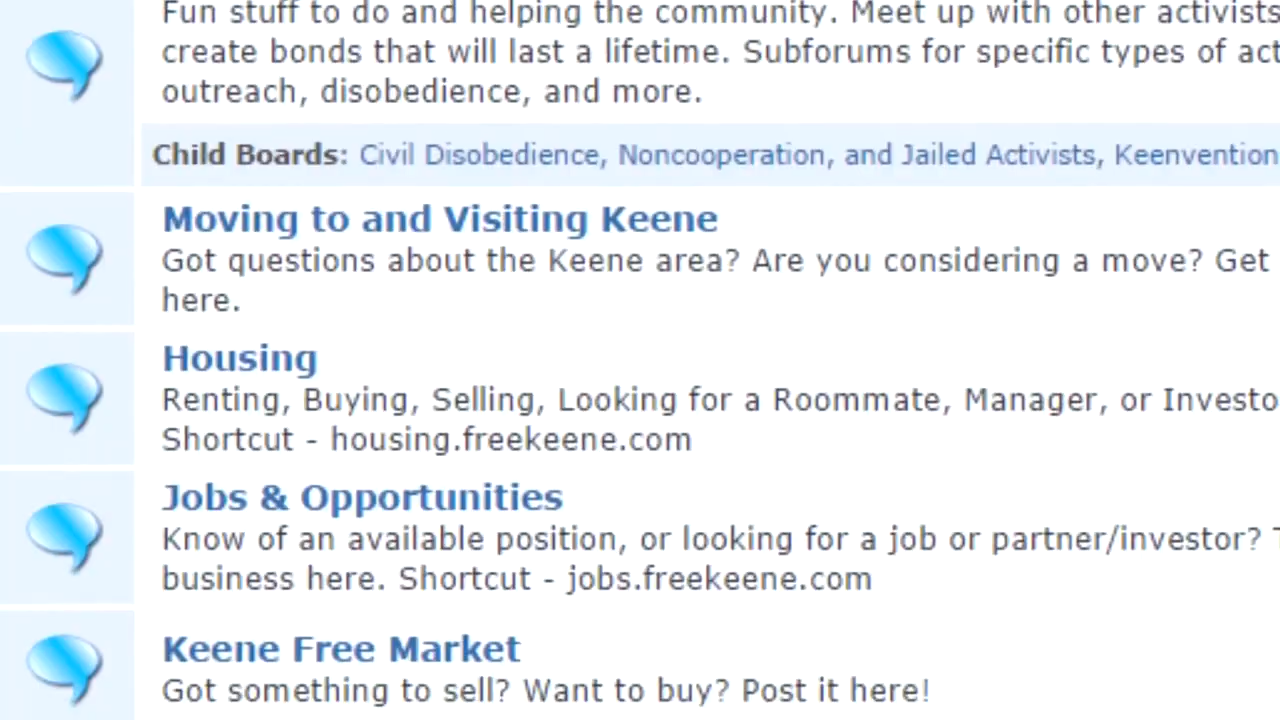 Fun stuff to do and helping the community. Meet up with other activists
create bonds that will last a lifetime. Subforums for specific types of
outreach, disobedience, and more.
Child Boards: Civil Disobedience, Noncooperation, and Jailed Activists, Keenvention
Moving to and Visiting Keene
Got questions about the Keene area? Are you considering a move? Get
here.
Housing
Renting, Buying, Selling, Looking for a Roommate, Manager, or
Shortcut - housing.freekeene.com
Jobs & Opportunities
Know of an available position, or looking for a job or partner/investor?
business here. Shortcut - jobs.freekeene.com
Keene Free Market
Got something to sell? Want to buy? Post it here!